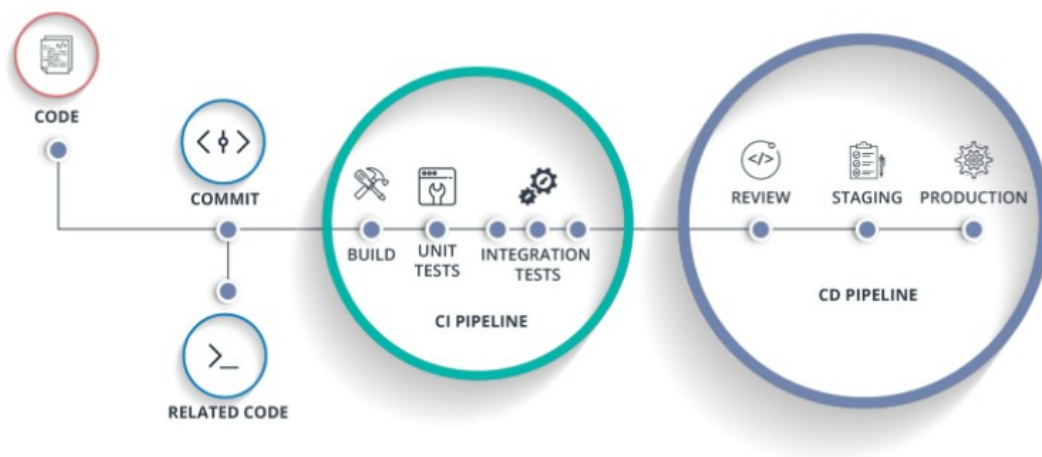 CODE
COMMIT
RELATED CODE
BUILD
UNIT
TESTS
INTEGRATION
TESTS
CI PIPELINE
REVIEW
STAGING
PRODUCTION
CD PIPELINE